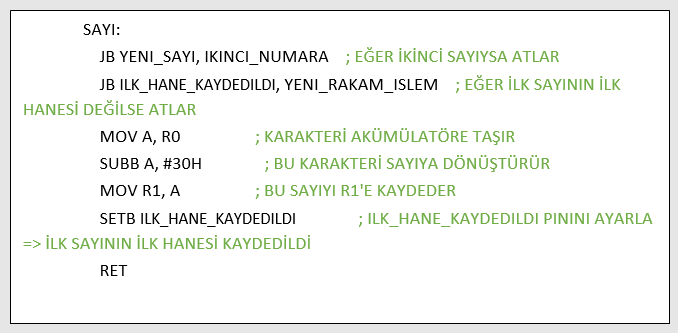 SAYI:
JB YENI_SAYI, IKINCI_NUMARA ; EĞER İKİNCİ SAYIYSA ATLAR
JB ILK_HANE_KAYDEDILDI, YENI_RAKAM_ISLEM ; EĞER İLK SAYININ İLK
HANESİ DEĞİLSE ATLAR
MOV A, R0 ; KARAKTERİ AKÜMÜLATÖRE TAŞIR
SUBB A, #30H ; BU KARAKTERİ SAYIYA DÖNÜŞTÜRÜR
MOV R1, A ; BU SAYIYI R1'E KAYDEDER
SETB ILK_HANE_KAYDEDILDI ; ILK_HANE_KAYDEDILDI PININI AYARLA
=> İLK SAYININ İLK HANESİ KAYDEDİLDİ
RET